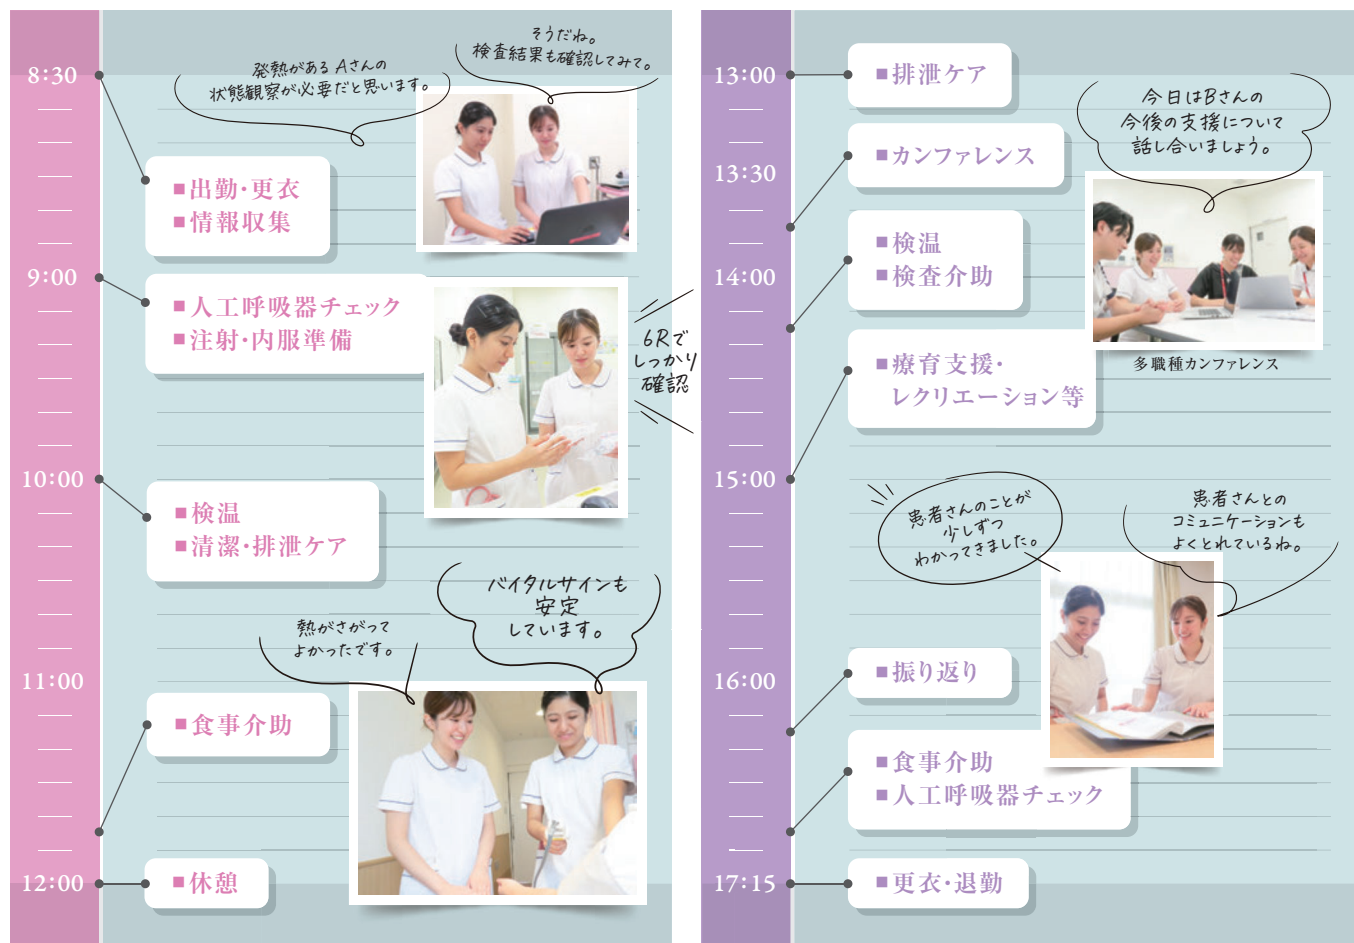 8:30
発熱がある Aさんの
状態観察が必要だと思います。
そうだね。
検査結果も確認してみて。
■出勤・更衣
■情報収集
9:00
■人工呼吸器チェック
■注射・内服準備
6Rで
しっかり
確認
10:00
■検温
■清潔・排泄ケア
バイタルサインも
安定
しています。
熱がさがって
よかったです。
11:00
■食事介助
12:00
■休憩
13:00
■排泄ケア
今日はBさんの
今後の支援について
話し合いましょう。
■カンファレンス
13:30
■検温
■検査介助
14:00
多職種カンファレンス
■療育支援・
レクリエーション等
15:00
患者さんのことが
少しずつ
わかってきました。
患者さんとの
コミュニケーションも
よくとれているね。
■振り返り
16:00
■食事介助
■人工呼吸器チェック
17:15
■更衣・退勤